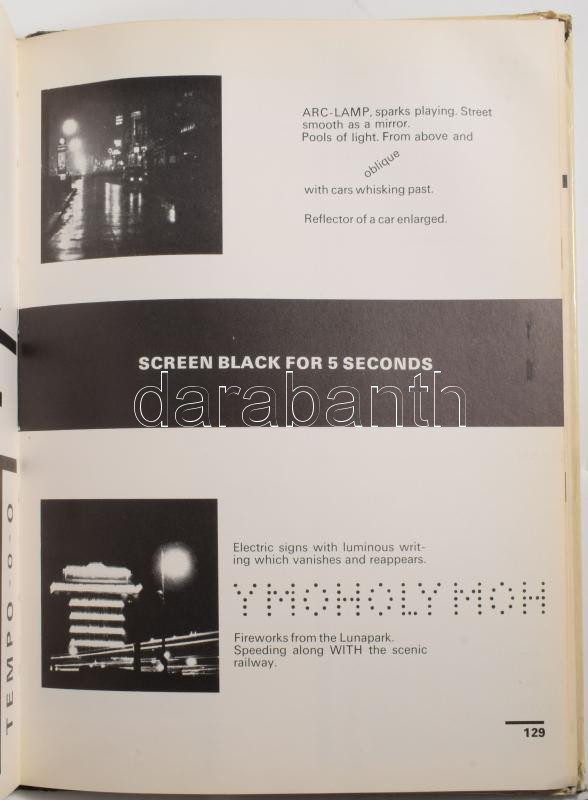 ARC-LAMP, sparks playing. Street
smooth as a mirror.
Pools of light. From above and
oblique
with cars whisking past.
Reflector of a car enlarged.
SCREEN BLACK FOR 5 SECONDS
darabanth
Electric signs with luminous writ-
ing which vanishes and reappears.
YMOHOLYMOH
Fireworks from the Lunapark.
Speeding along WITH the scenic
railway.
TEMPO-o-O
129